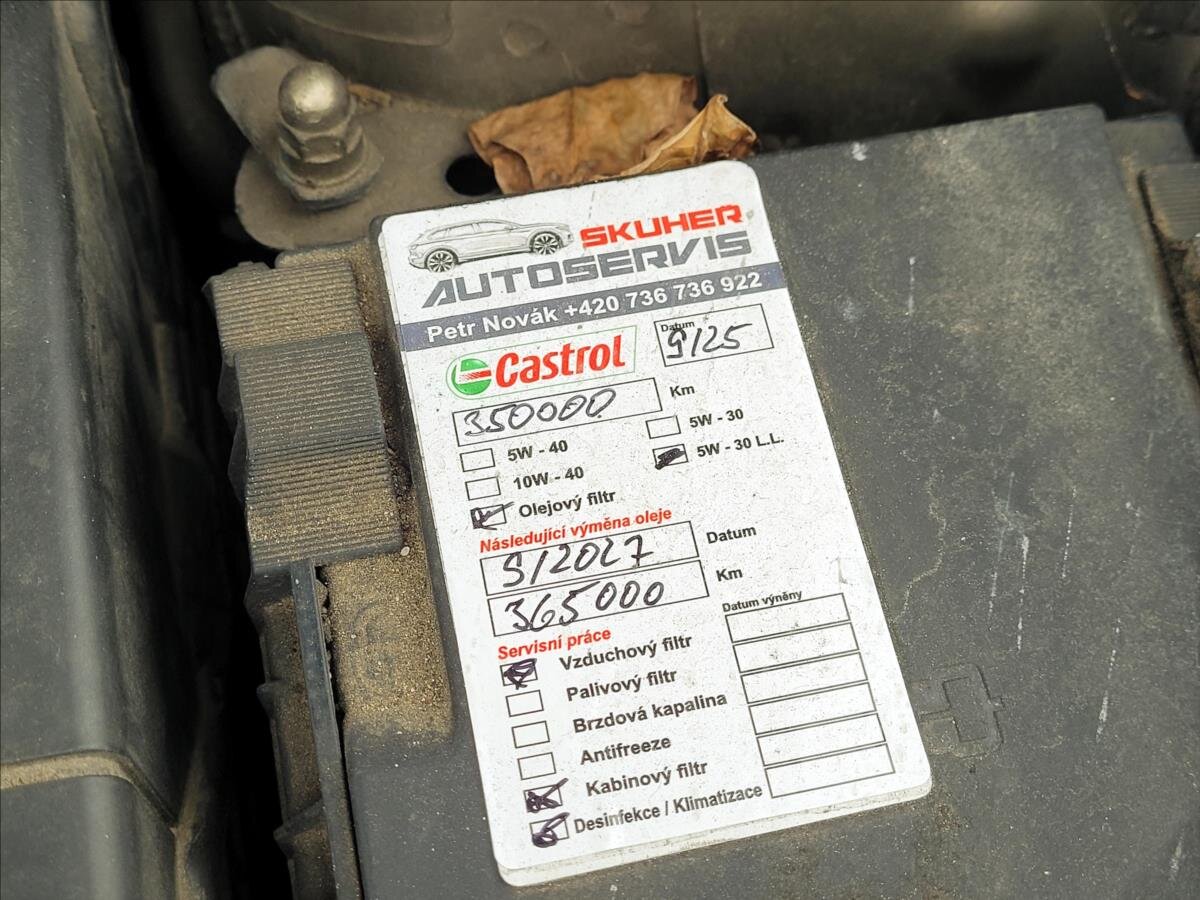 SKUHER
AUTOSERVIS
Petr Novák +420 736 736 922
Castrol
Datum
9/25
350000 Km
5W - 40
5W - 30
10W - 40
5W - 30 L.L.
Olejový filtr
Následující výměna oleje
9/2027 Datum
365000 Km
Servisní práce
Datum výněny
Vzduchový filtr
Palivový filtr
Brzdová kapalina
Antifreeze
Kabinový filtr
Desinfekce / Klimatizace